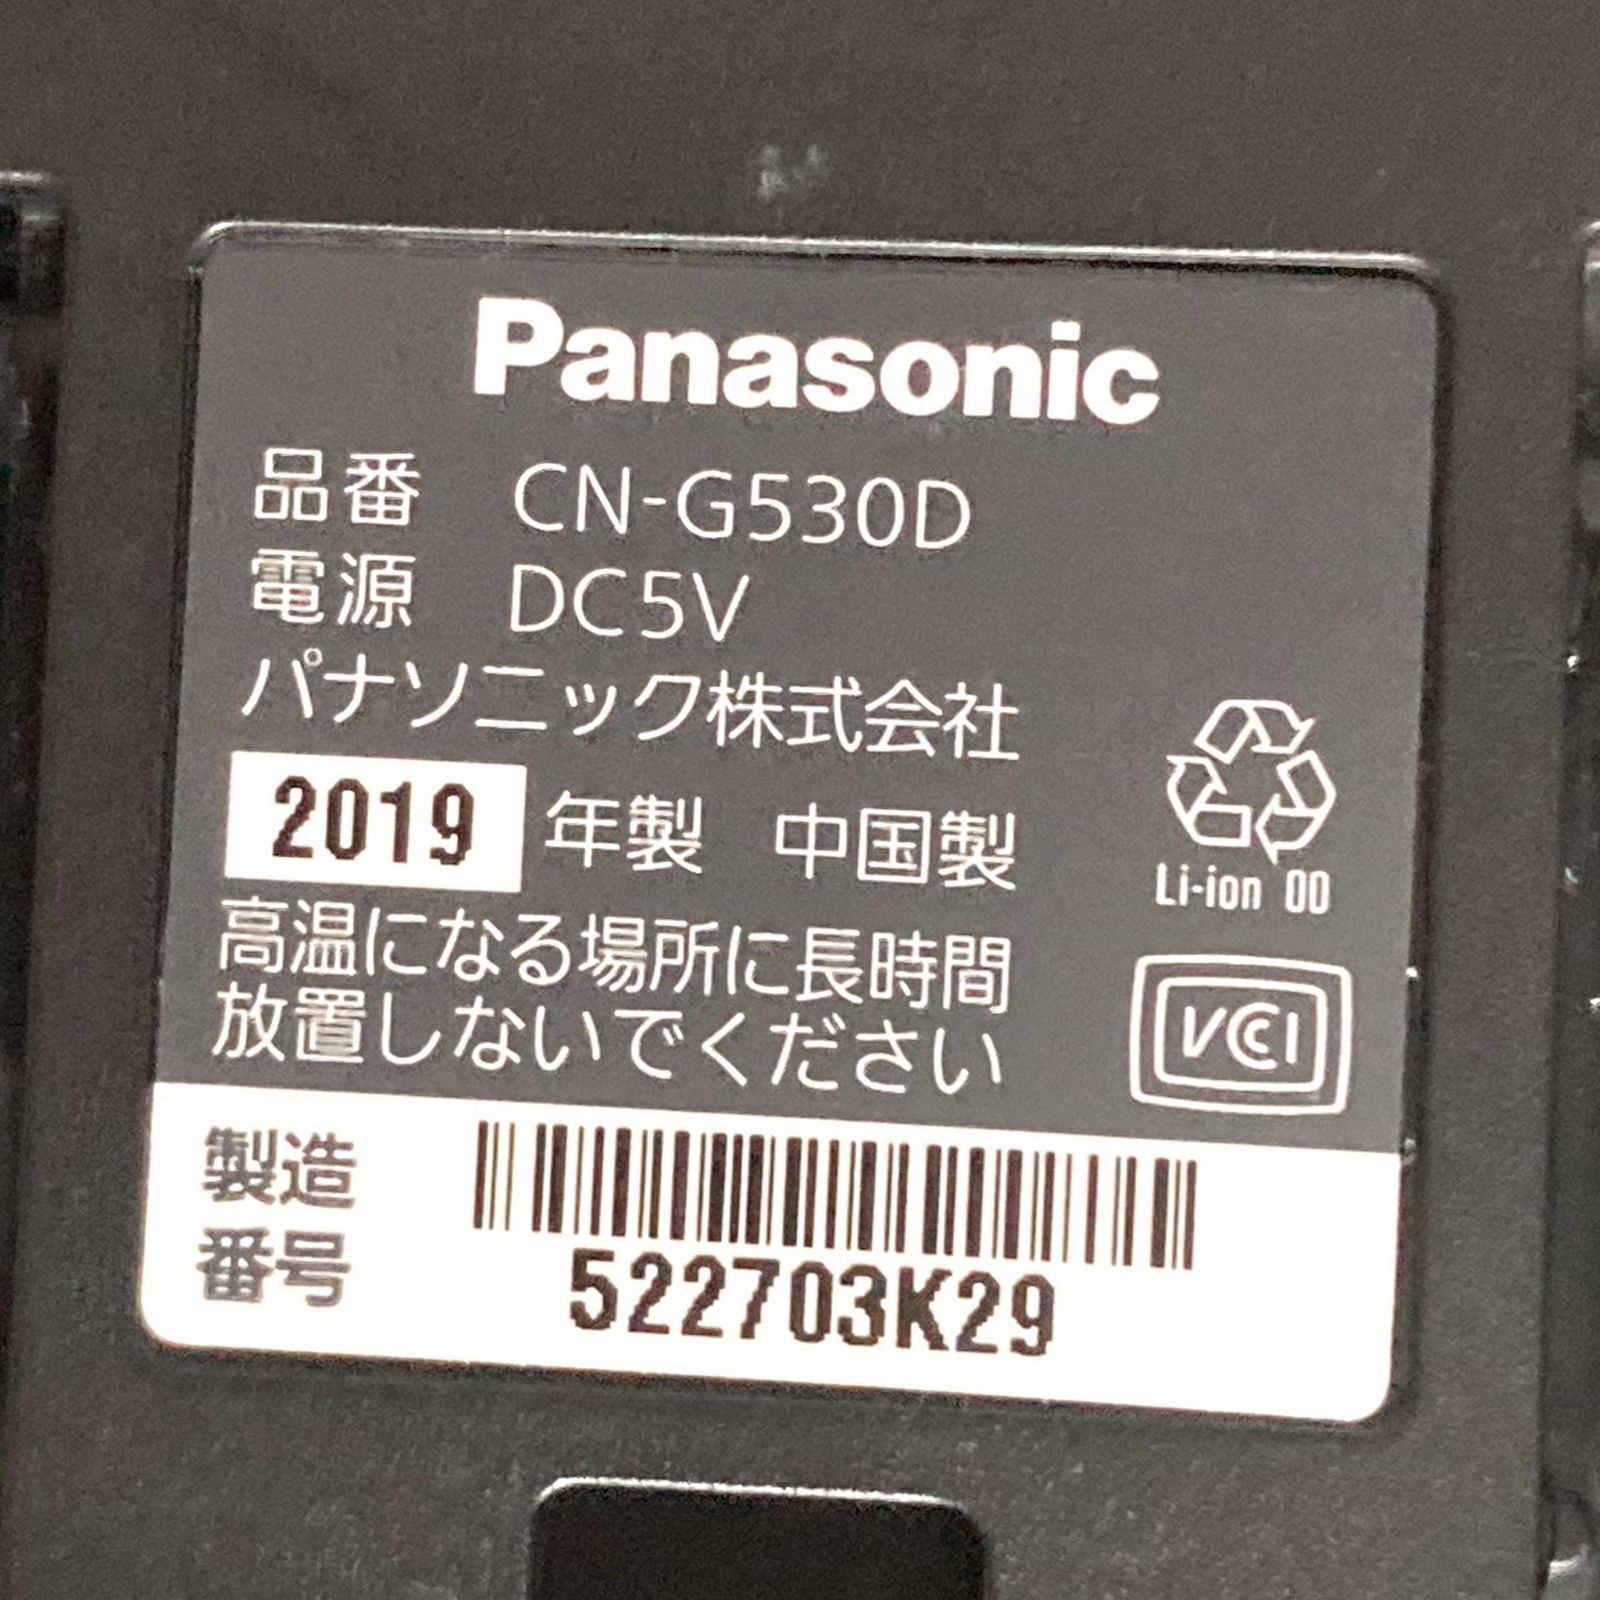 Panasonic
品番 CN-G530D
電源 DC5V
パナソニック株式会社
2019 年製 中国製
Li-ion 00
高温になる場所に長時間
放置しないでください
VCCI
製造
番号
522703K29